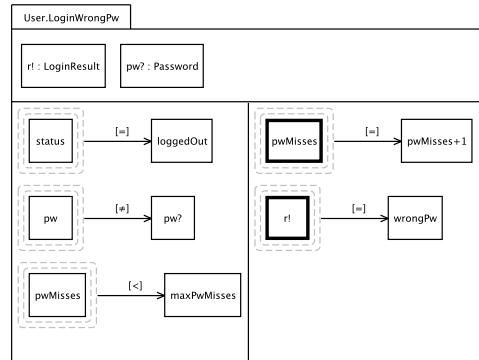 User.LoginWrongPw
r! : LoginResult
pw? : Password
status [=] loggedOut
pw [≠] pw?
pwMisses [<] maxPwMisses
pwMisses [=] pwMisses+1
r! [=] wrongPw